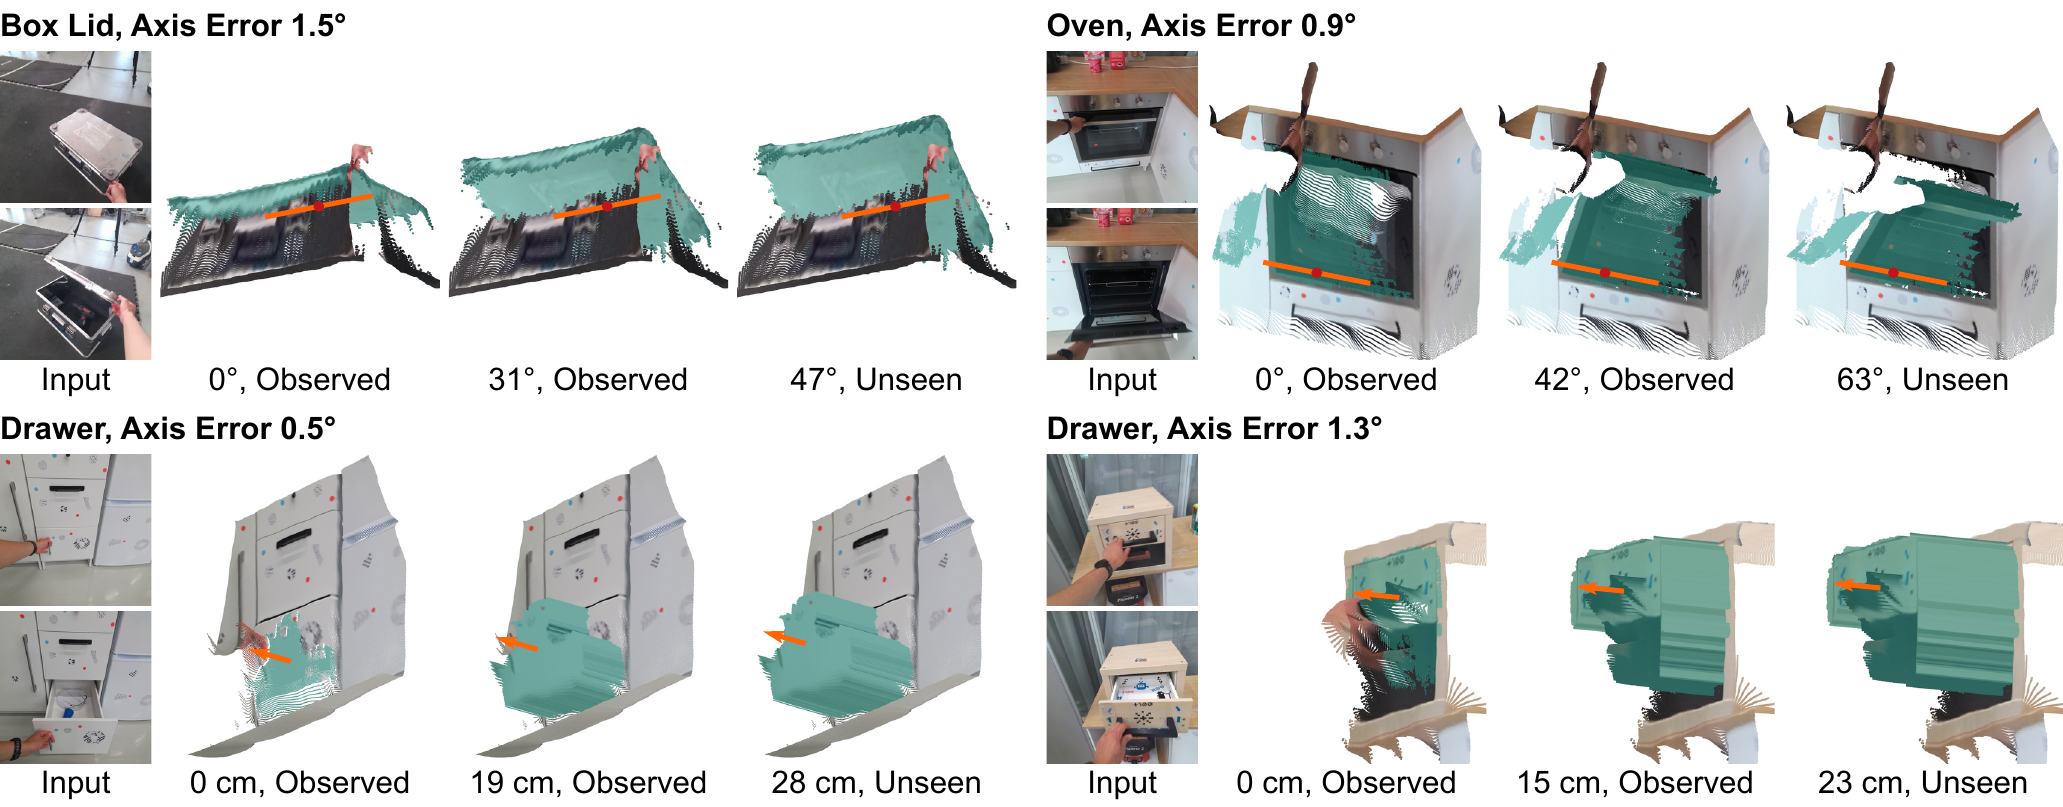 Box Lid, Axis Error 1.5°
Input
0°, Observed
31°, Observed
47°, Unseen
Oven, Axis Error 0.9°
Input
0°, Observed
42°, Observed
63°, Unseen
Drawer, Axis Error 0.5°
Input
0 cm, Observed
19 cm, Observed
28 cm, Unseen
Drawer, Axis Error 1.3°
Input
0 cm, Observed
15 cm, Observed
23 cm, Unseen